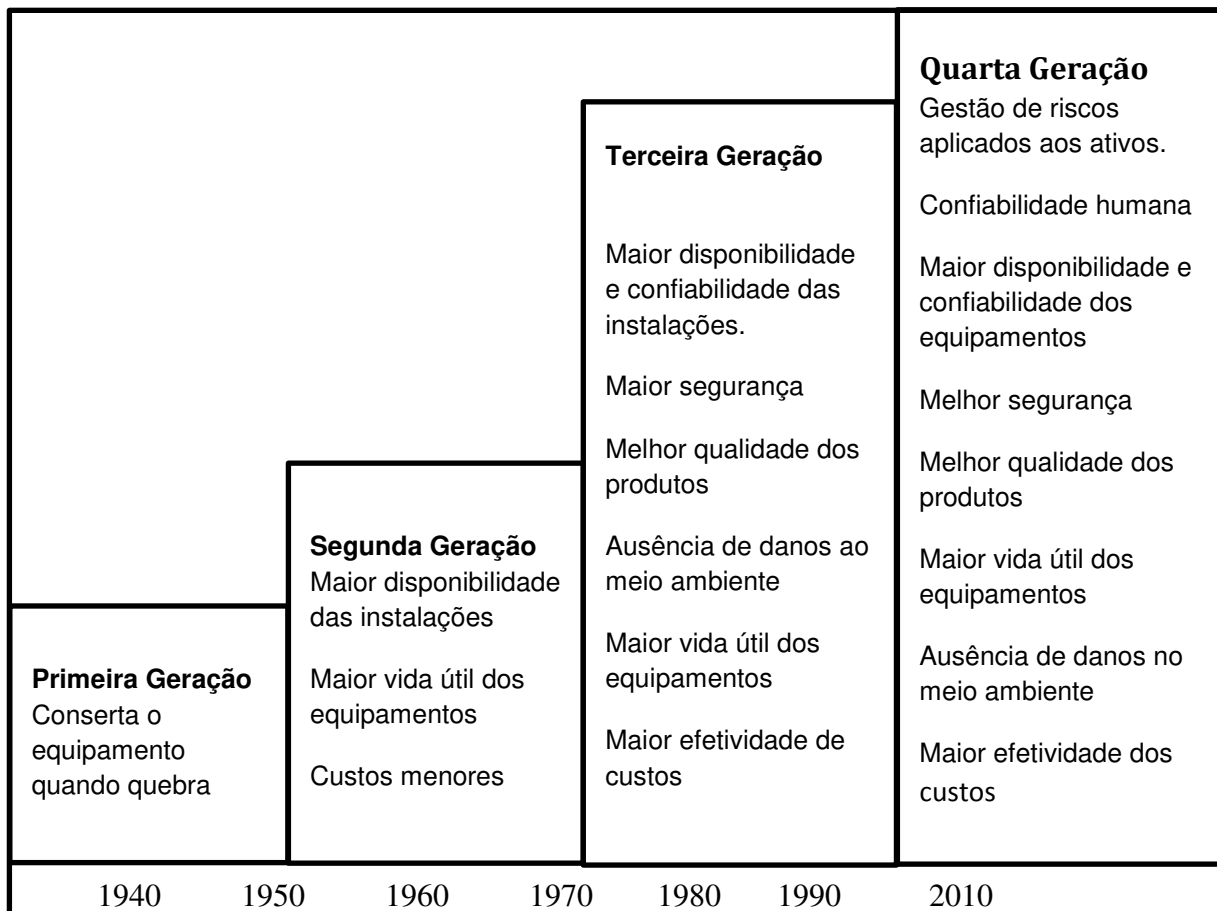 Primeira Geração
Conserta o
equipamento
quando quebra
Segunda Geração
Maior disponibilidade
das instalações
Maior vida útil dos
equipamentos
Custos menores
Terceira Geração
Maior disponibilidade
e confiabilidade das
instalações.
Maior segurança
Melhor qualidade dos
produtos
Ausência de danos ao
meio ambiente
Maior vida útil dos
equipamentos
Maior efetividade de
custos
Quarta Geração
Gestão de riscos
aplicados aos ativos.
Confiabilidade humana
Maior disponibilidade e
confiabilidade dos
equipamentos
Melhor segurança
Melhor qualidade dos
produtos
Maior vida útil dos
equipamentos
Ausência de danos no
meio ambiente
Maior efetividade dos
custos
1940 1950 1960 1970 1980 1990 2010